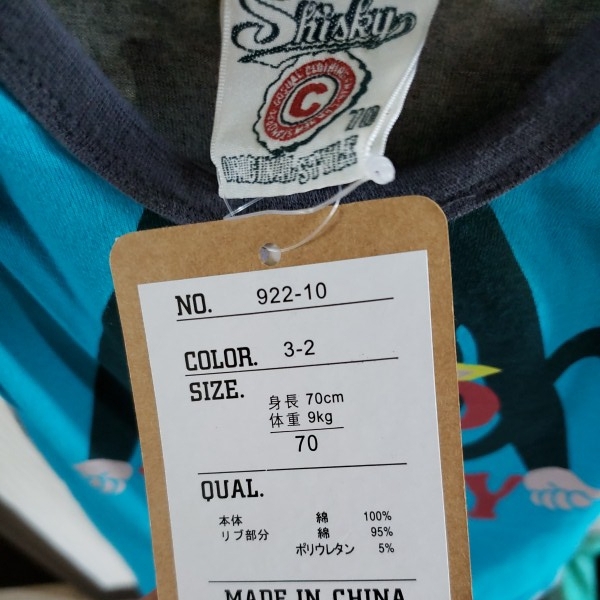 Shisky
CASUAL CLOTHING
C
70
ORIGINAL STYLE
NO. 922-10
COLOR. 3-2
SIZE.
身長 70cm
体重 9kg
70
QUAL.
本体 綿 100%
リブ部分 綿 95%
ポリウレタン 5%
MADE IN CHINA